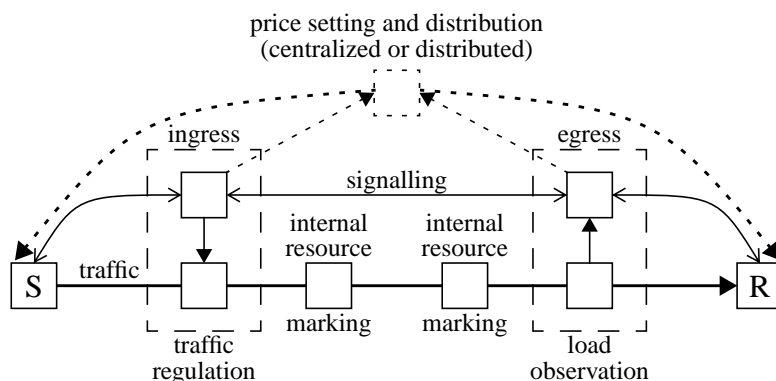 price setting and distribution
(centralized or distributed)
ingress
egress
signalling
internal
resource
internal
resource
traffic
S
R
marking
marking
traffic
regulation
load
observation